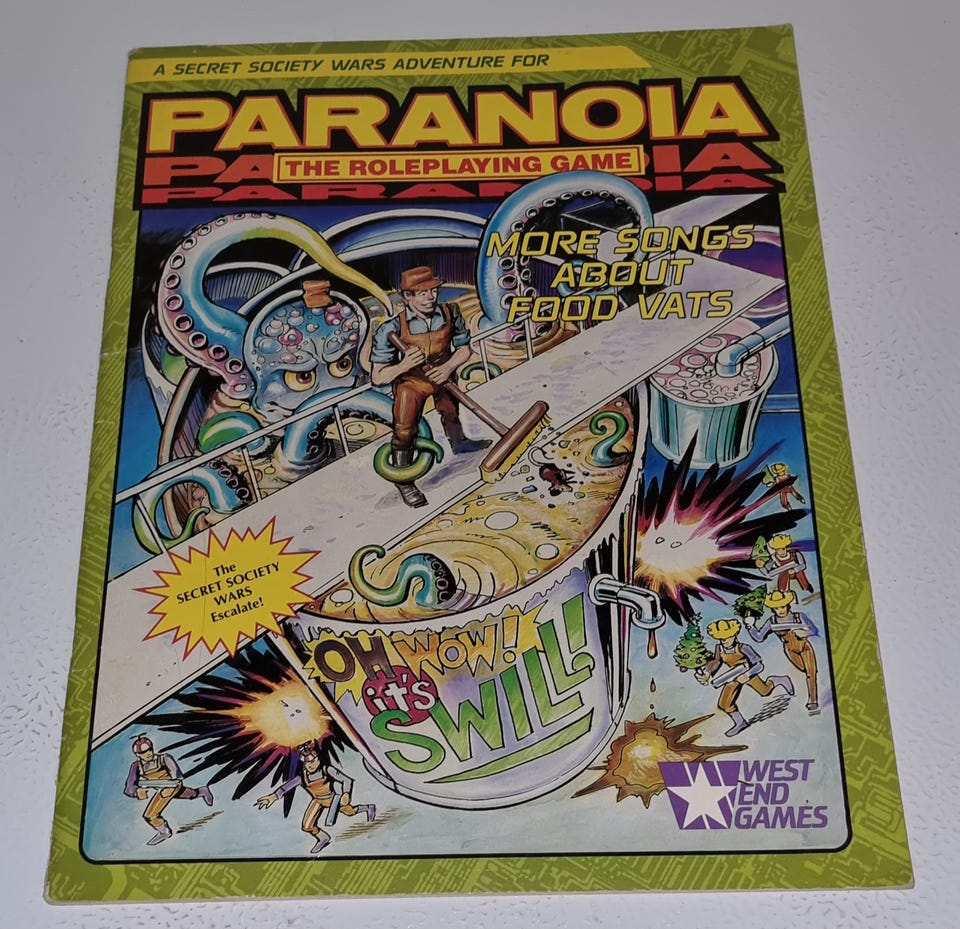 A SECRET SOCIETY WARS ADVENTURE FOR
PARANOIA
THE ROLEPLAYING GAME
MORE SONGS
ABOUT
FOOD VATS
The
SECRET SOCIETY
WARS
Escalate!
OH WOW!
it's
SWILL!
WEST
END
GAMES